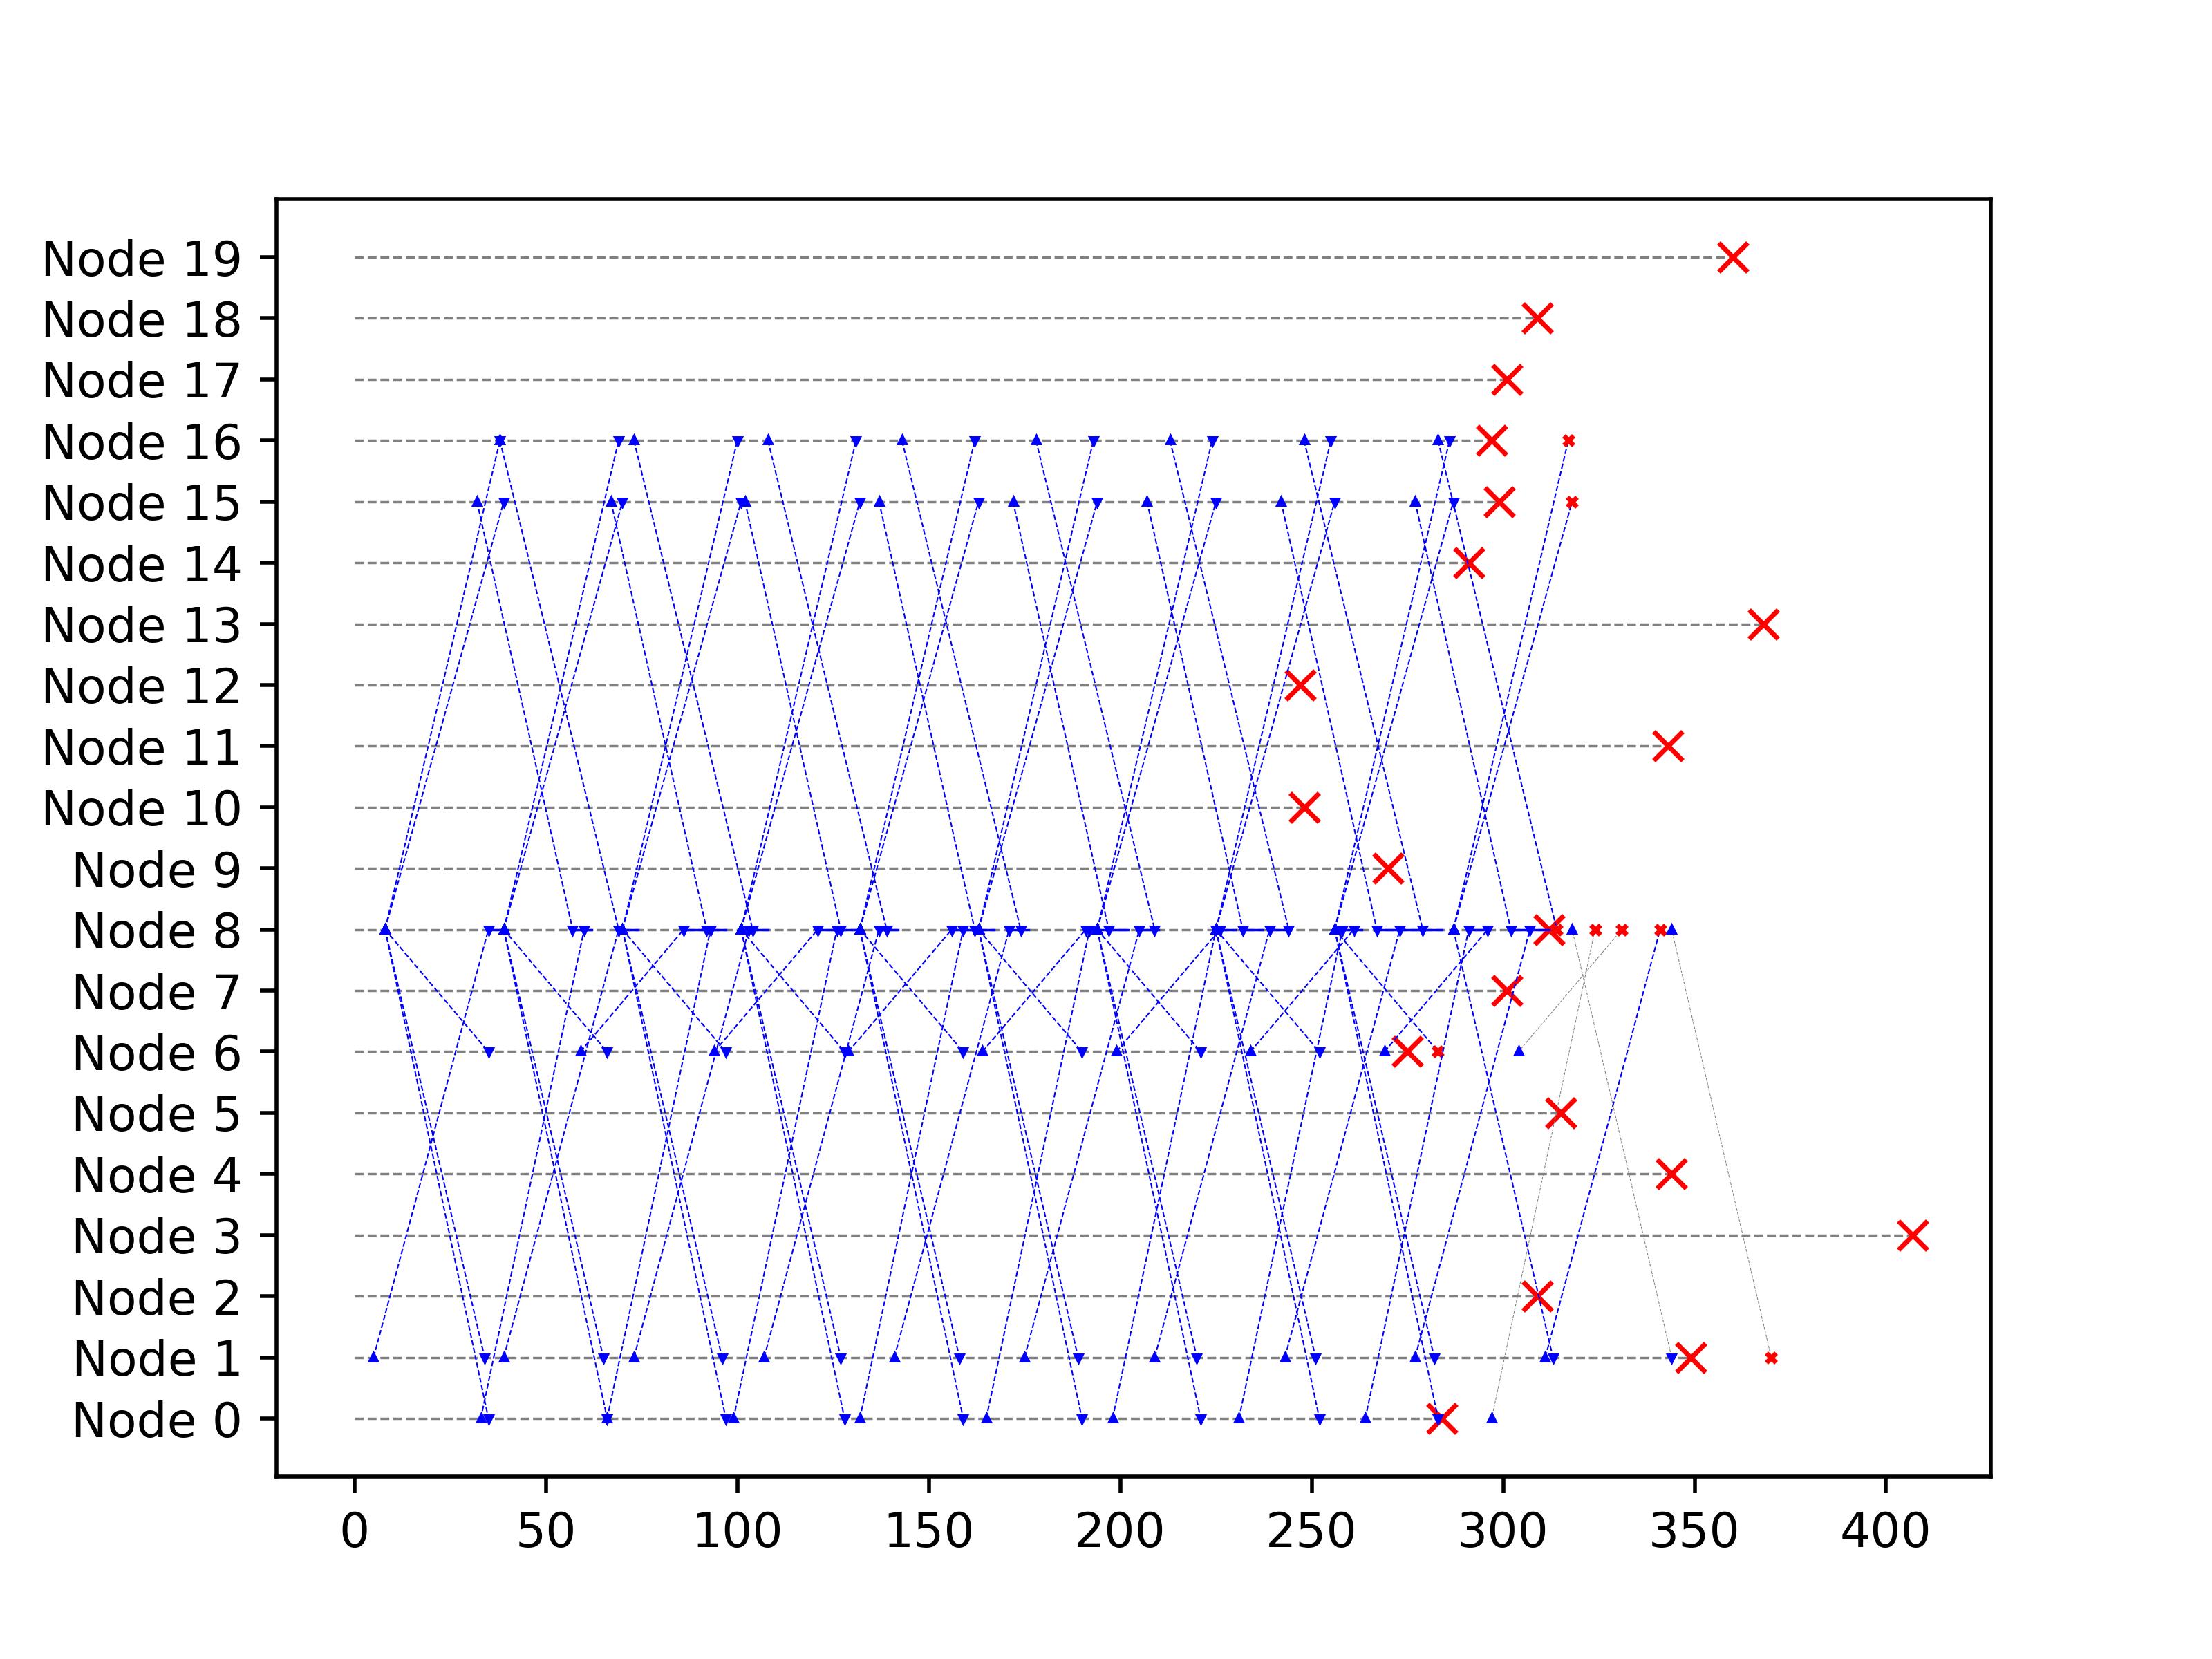 Node 19
Node 18
Node 17
Node 16
Node 15
Node 14
Node 13
Node 12
Node 11
Node 10
Node 9
Node 8
Node 7
Node 6
Node 5
Node 4
Node 3
Node 2
Node 1
Node 0
0 50 100 150 200 250 300 350 400